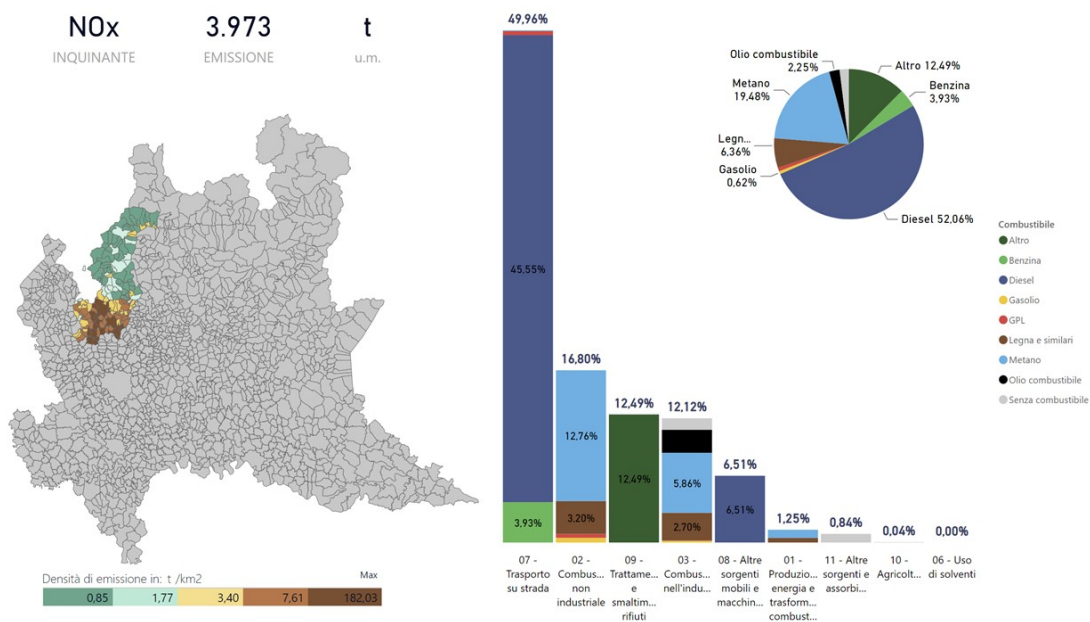 NOx
3.973
t
INQUINANTE
EMISSIONE
u.m.
Densità di emissione in: t /km2
Max
0,85
1,77
3,40
7,61
182,03
49,96%
45,55%
3,93%
16,80%
12,76%
3,20%
12,49%
12,49%
12,12%
5,86%
2,70%
6,51%
6,51%
1,25%
0,84%
0,04%
0,00%
07 -
Trasporto
su strada
02 -
Combus...
non
industriale
09 -
Trattame...
e
smaltim...
rifiuti
03 -
Combus...
nell'indu...
08 - Altre
sorgenti
mobili e
macchin...
01 -
Produzio...
energia e
trasform...
combust...
11 - Altre
sorgenti e
assorbi...
10 -
Agricolt...
06 - Uso
di solventi
Olio combustibile
2,25%
Altro 12,49%
Benzina
3,93%
Metano
19,48%
Legn...
6,36%
Gasolio
0,62%
Diesel 52,06%
Combustibile
Altro
Benzina
Diesel
Gasolio
GPL
Legna e similari
Metano
Olio combustibile
Senza combustibile